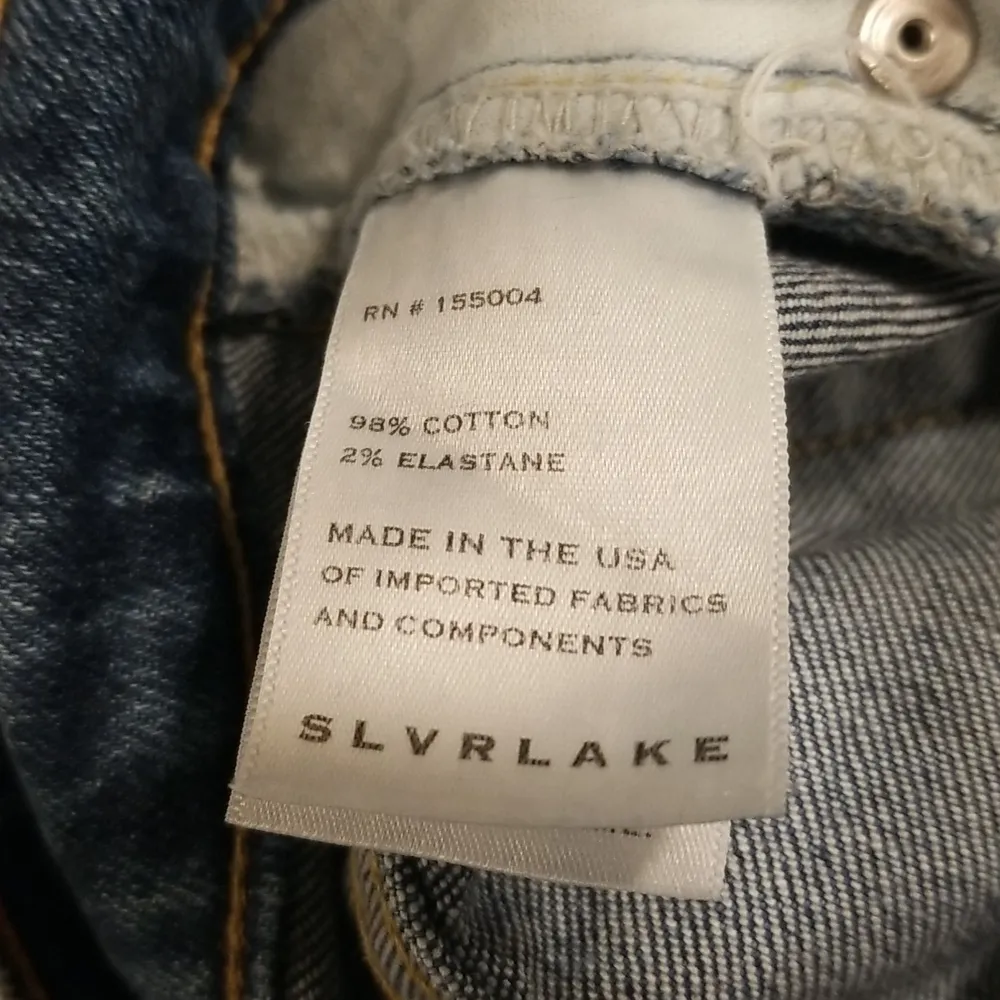 RN # 155004
98% COTTON
2% ELASTANE
MADE IN THE USA
OF IMPORTED FABRICS
AND COMPONENTS
SLVRLAKE